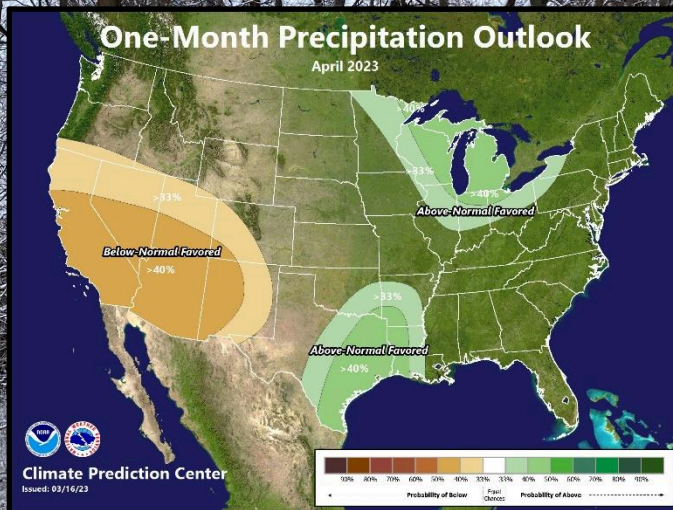 One-Month Precipitation Outlook
April 2023
>40%
>33%
>40%
Above-Normal Favored
>33%
Below-Normal Favored
>40%
>33%
Above-Normal Favored
>40%
NOAA
Climate Prediction Center
Issued: 03/16/23
90% 80% 70% 60% 50% 40% 33% 33% 40% 50% 60% 70% 80% 90%
Probability of Below
Equal Chances
Probability of Above